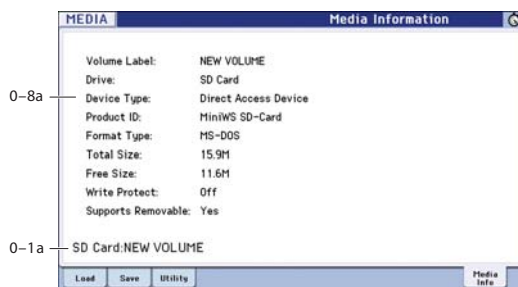 MEDIA Media Information
Volume Label: NEW VOLUME
Drive: SD Card
0–8a Device Type: Direct Access Device
Product ID: MiniWS SD-Card
Format Type: MS-DOS
Total Size: 15.9M
Free Size: 11.6M
Write Protect: Off
Supports Removable: Yes
0–1a SD Card:NEW VOLUME
Load Save Utility Media Info